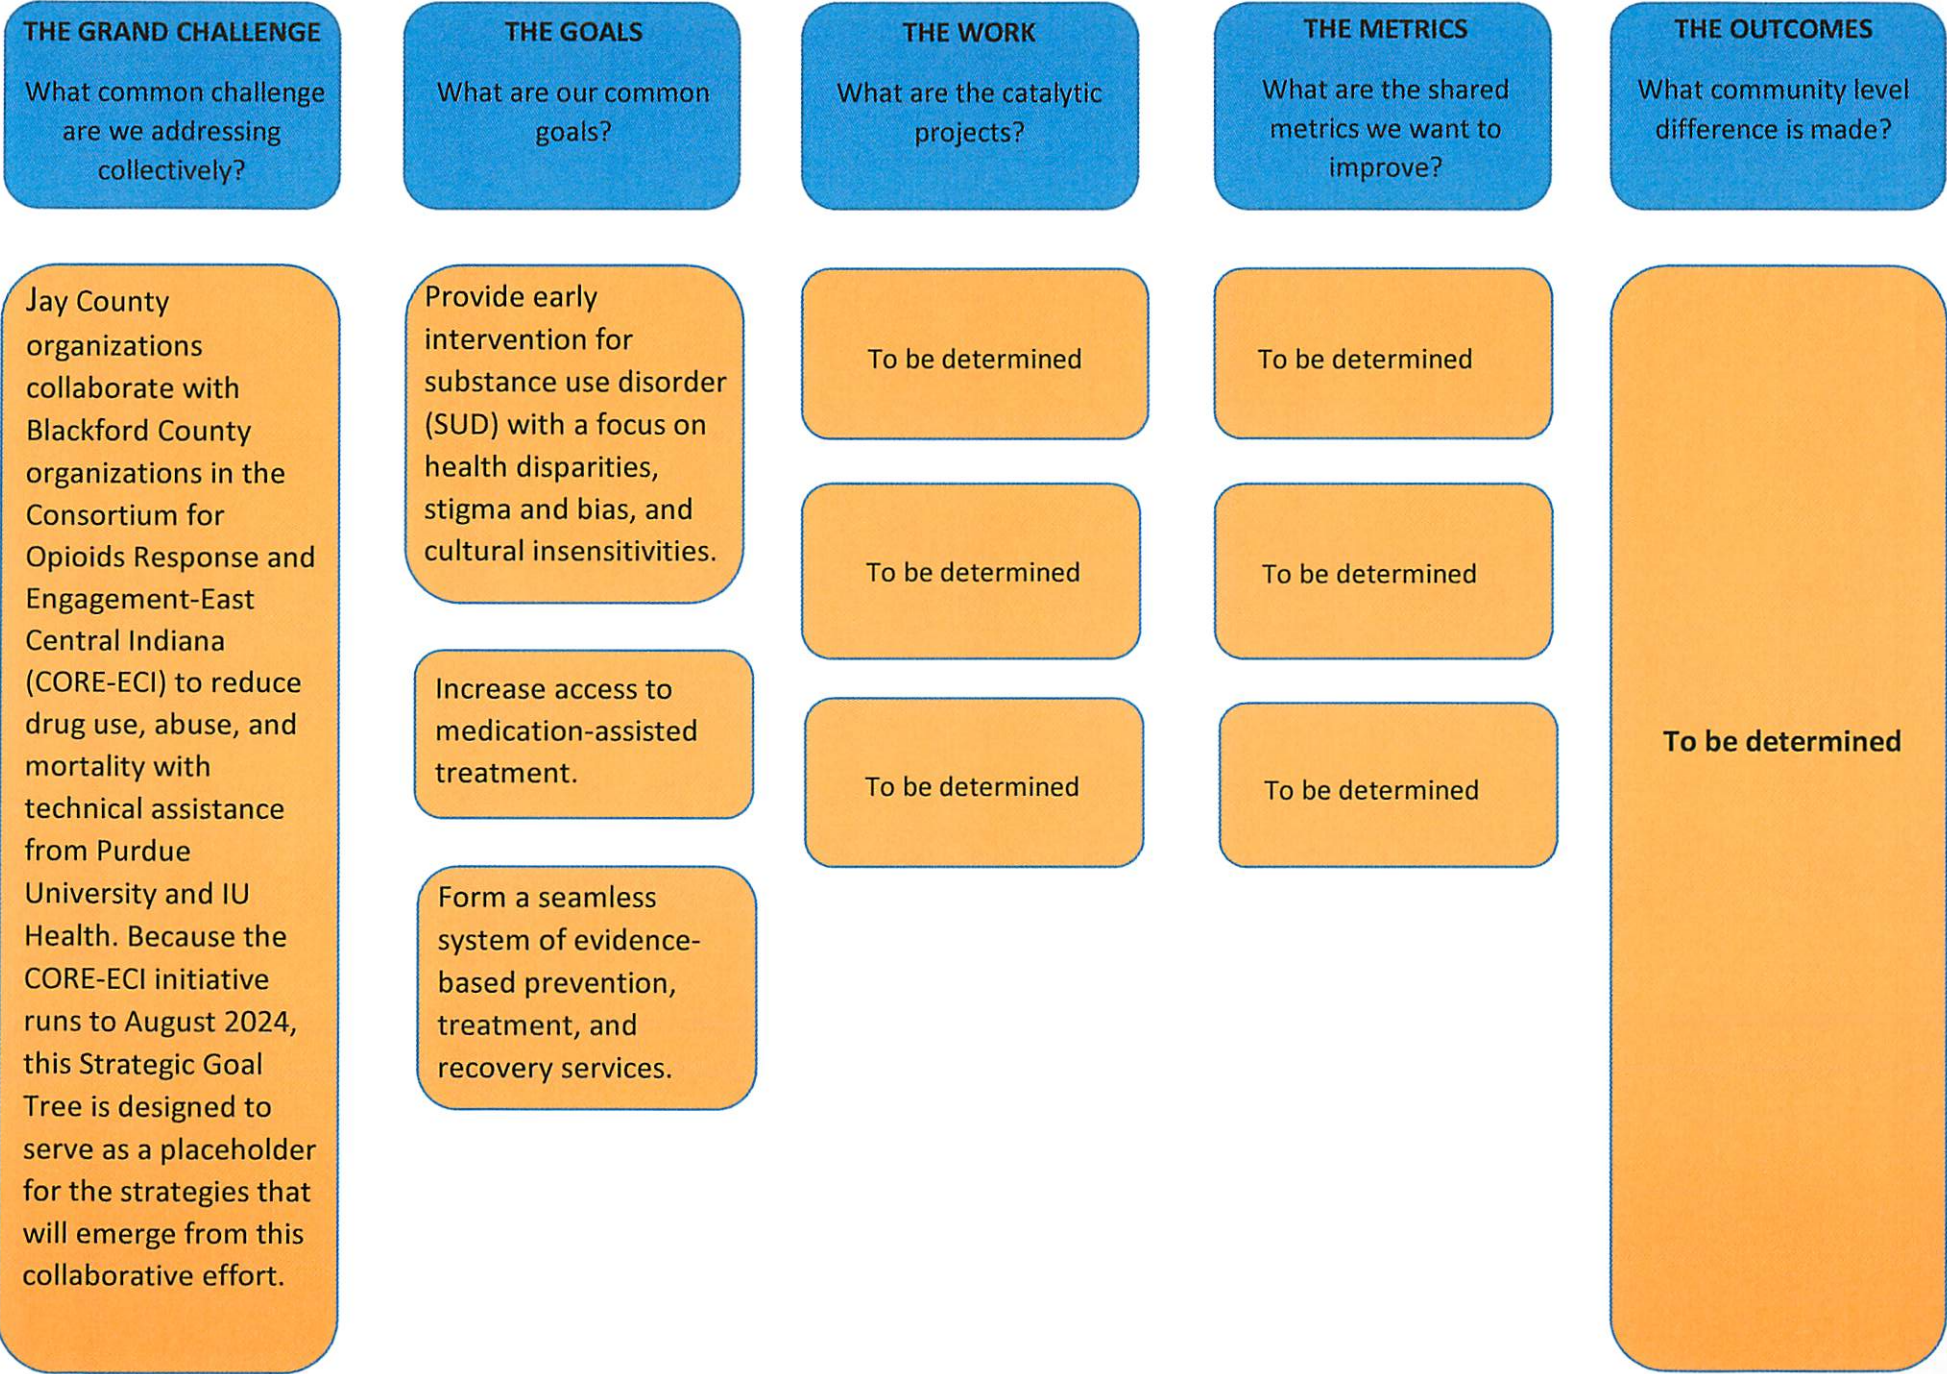 THE GRAND CHALLENGE
What common challenge
are we addressing
collectively?
THE GOALS
What are our common
goals?
THE WORK
What are the catalytic
projects?
THE METRICS
What are the shared
metrics we want to
improve?
THE OUTCOMES
What community level
difference is made?
Jay County
organizations
collaborate with
Blackford County
organizations in the
Consortium for
Opioids Response and
Engagement-East
Central Indiana
(CORE-ECI) to reduce
drug use, abuse, and
mortality with
technical assistance
from Purdue
University and IU
Health. Because the
CORE-ECI initiative
runs to August 2024,
this Strategic Goal
Tree is designed to
serve as a placeholder
for the strategies that
will emerge from this
collaborative effort.
Provide early
intervention for
substance use disorder
(SUD) with a focus on
health disparities,
stigma and bias, and
cultural insensitivities.
Increase access to
medication-assisted
treatment.
Form a seamless
system of evidence-
based prevention,
treatment, and
recovery services.
To be determined
To be determined
To be determined
To be determined
To be determined
To be determined
To be determined